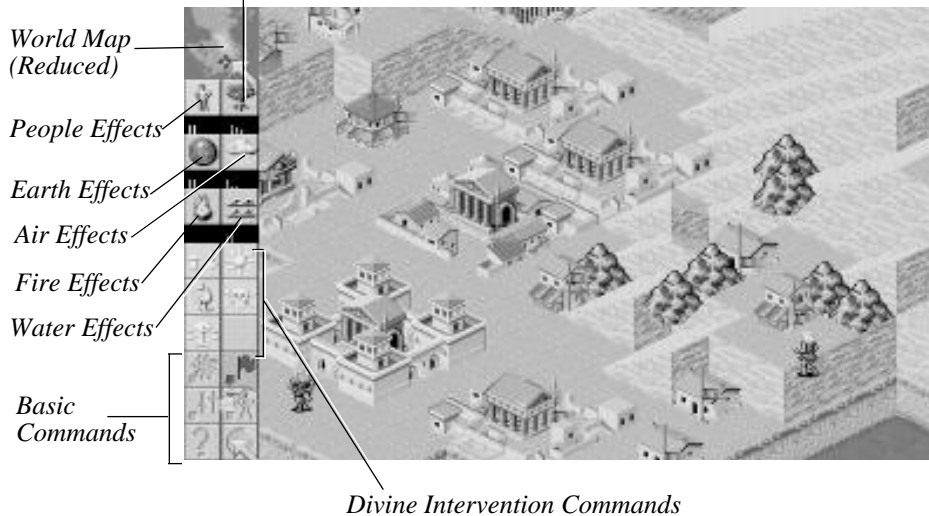 World Map
(Reduced)
People Effects
Earth Effects
Air Effects
Fire Effects
Water Effects
Basic
Commands
Divine Intervention Commands